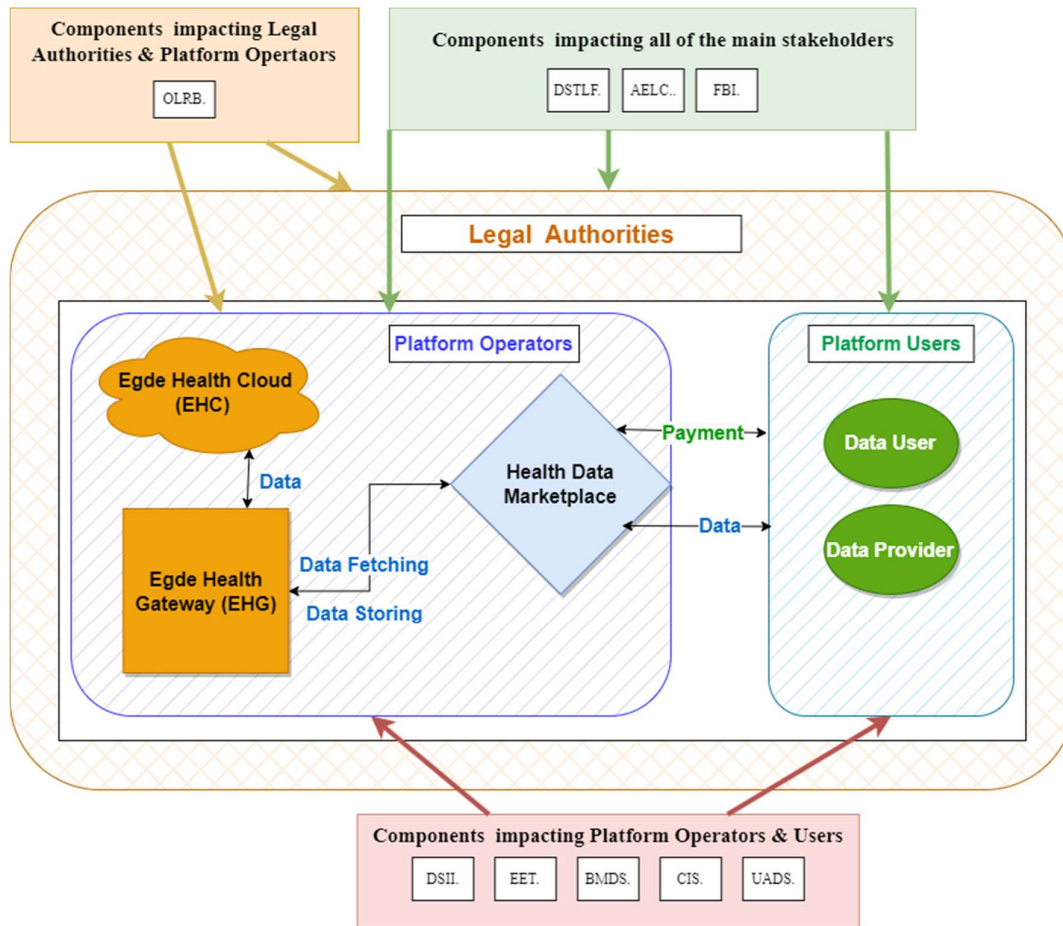 Components impacting Legal
Authorities & Platform Opertaors
OLRB.
Components impacting all of the main stakeholders
DSTLF.
AELC..
FBI.
Legal Authorities
Platform Operators
Platform Users
Egde Health Cloud
(EHC)
Data
Egde Health
Gateway (EHG)
Data Fetching
Data Storing
Health Data
Marketplace
Payment
Data
Data User
Data Provider
Components impacting Platform Operators & Users
DSII.
EET.
BMDS.
CIS.
UADS.